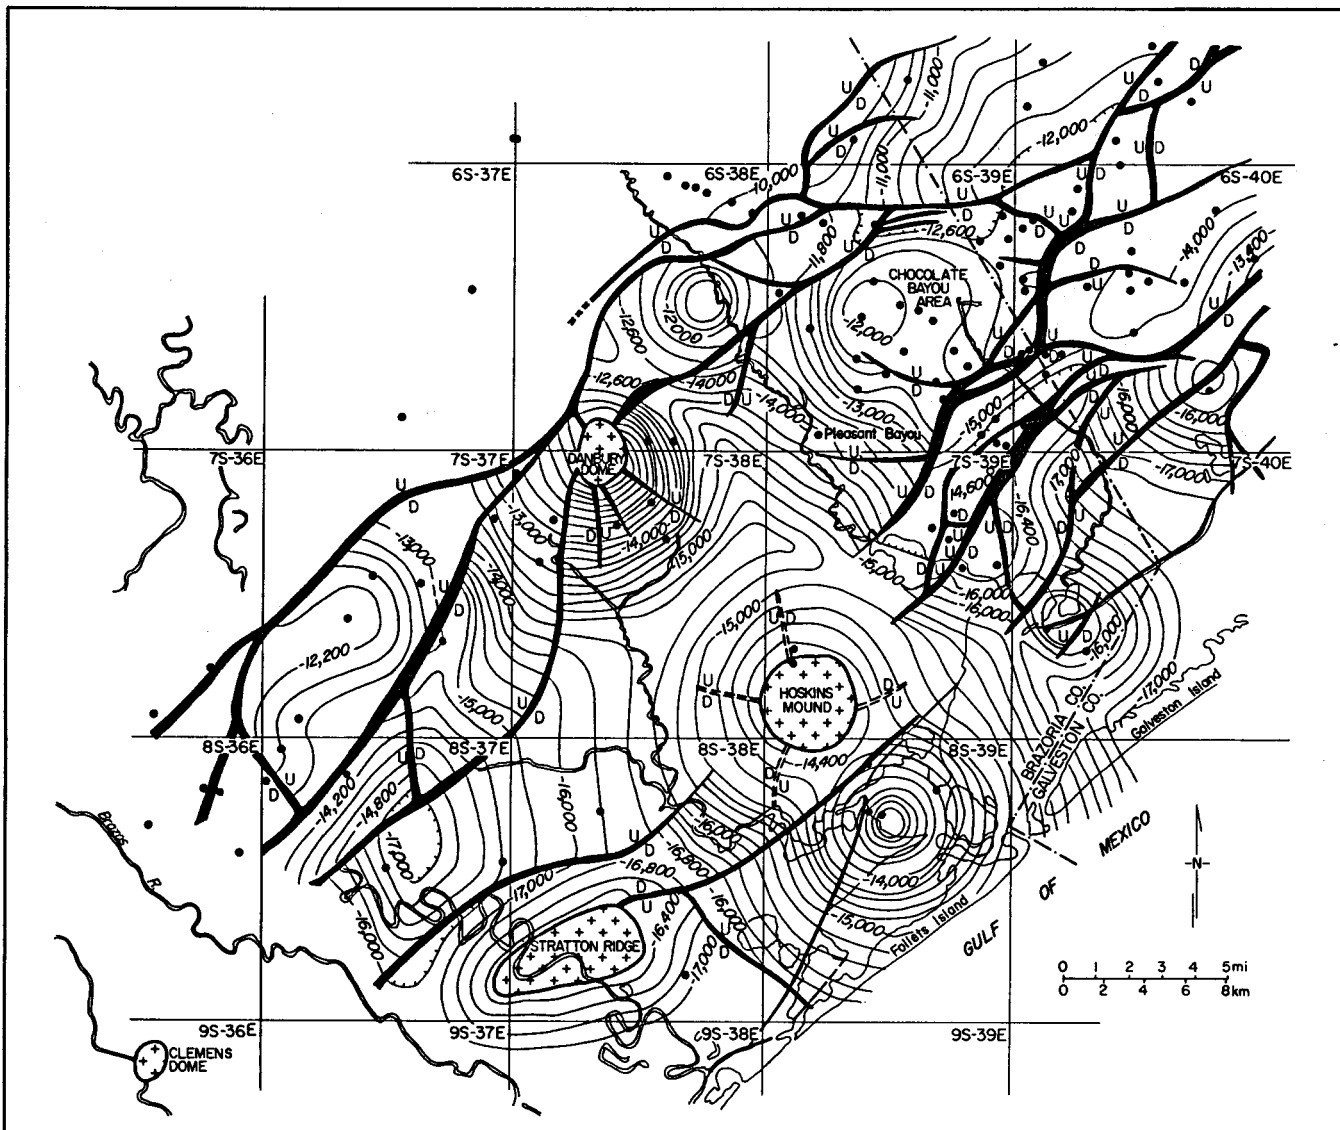 -11,000
-12,000
6S-37E
6S-38E
-10,000
-11,000
6S-39E
6S-40E
-11,800
-12,600
-14,000
-13,400
CHOCOLATE
BAYOU
AREA
-12,000
-12,600
-12,000
-12,600
-14000
-14,000
-13,000
-15,000
-16,000
-16,000
Pleasant Bayou
7S-36E
7S-37E
DANBURY
DOME
7S-38E
7S-39E
-17,000
7S-40E
14,600
17,000
-16,400
-13,000
-14,000
-15,000
-13,000
-14000
-15,000
-16,000
-16,000
-12,200
-15,000
-16,000
HOSKINS
MOUND
-15,000
-17,000
Galveston Island
BRAZORIA CO.
GALVESTON CO.
8S-36E
8S-37E
8S-38E
-14,400
8S-39E
-14,200
-14,800
-16,000
-16,000
-17,000
-16,800
-16,800
-14,000
Brazos R.
MEXICO
OF
GULF
N
-17,000
-16,000
-16,400
-16,000
-15,000
Follets Island
STRATTON RIDGE
-17,000
0 1 2 3 4 5mi
0 2 4 6 8km
9S-36E
9S-37E
9S-38E
9S-39E
CLEMENS
DOME